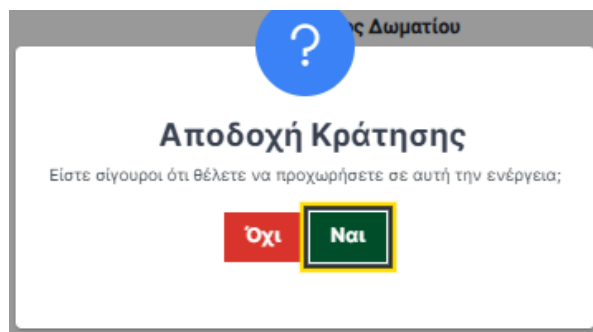 ?
ς Δωματίου
Αποδοχή Κράτησης
Είστε σίγουροι ότι θέλετε να προχωρήσετε σε αυτή την ενέργεια;
Όχι Ναι